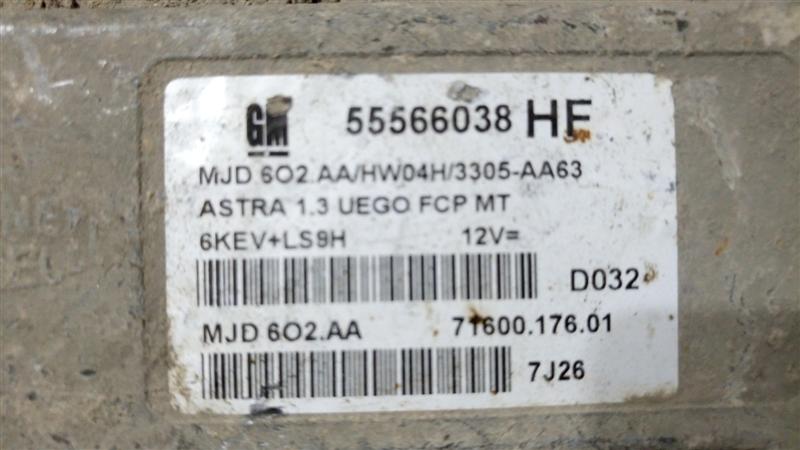 GM 55566038 HF
MJD 6O2.AA/HW04H/3305-AA63
ASTRA 1.3 UEGO FCP MT
6KEV+LS9H 12V=
D032
MJD 6O2.AA 71600.176.01
7J26